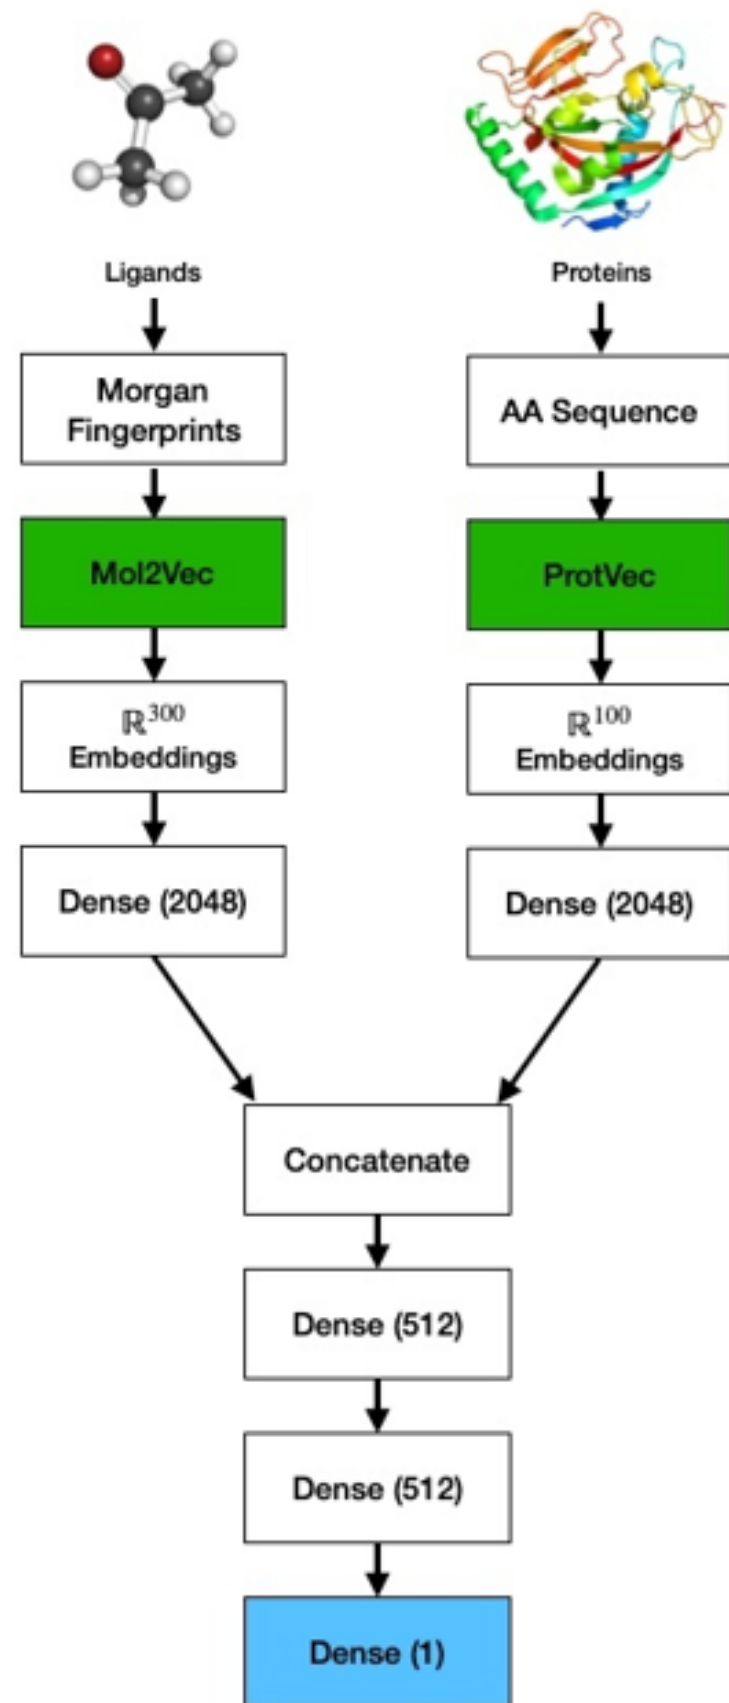 Ligands
Proteins
Morgan
Fingerprints
AA Sequence
Mol2Vec
ProtVec
ℝ³⁰⁰
Embeddings
ℝ¹⁰⁰
Embeddings
Dense (2048)
Dense (2048)
Concatenate
Dense (512)
Dense (512)
Dense (1)